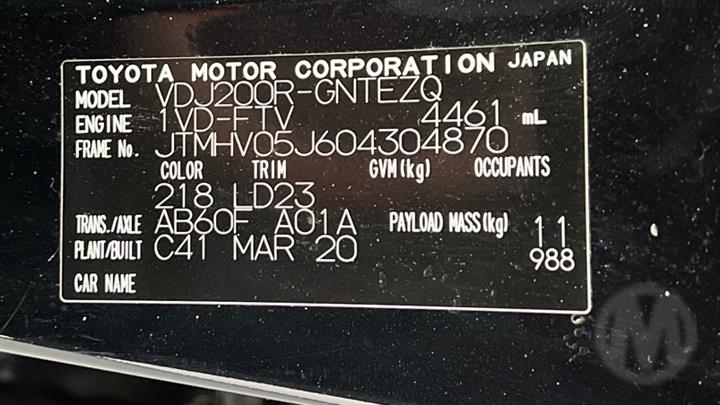 TOYOTA MOTOR CORPORATION JAPAN
MODEL VDJ200R-GNTEZQ
ENGINE 1VD-FTV 4461 mL
FRAME No. JTMHV05J604304870
COLOR TRIM GVM(kg) OCCUPANTS
218 LD23
TRANS./AXLE AB60F A01A PAYLOAD MASS(kg) 11
PLANT/BUILT C41 MAR 20 988
CAR NAME
M